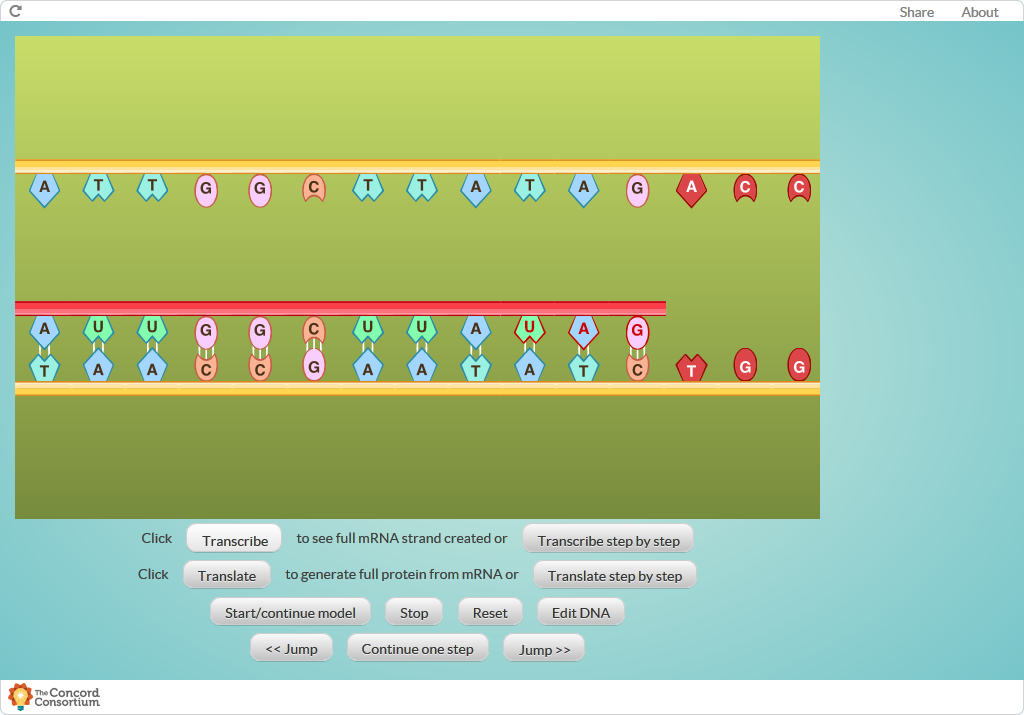 Share About
A T T G G C T T A T A G A C C
A U U G G C U U A U A G
T A A C C G A A T A T C T G G
Click Transcribe to see full mRNA strand created or Transcribe step by step
Click Translate to generate full protein from mRNA or Translate step by step
Start/continue model Stop Reset Edit DNA
<< Jump Continue one step Jump >>
The Concord
Consortium